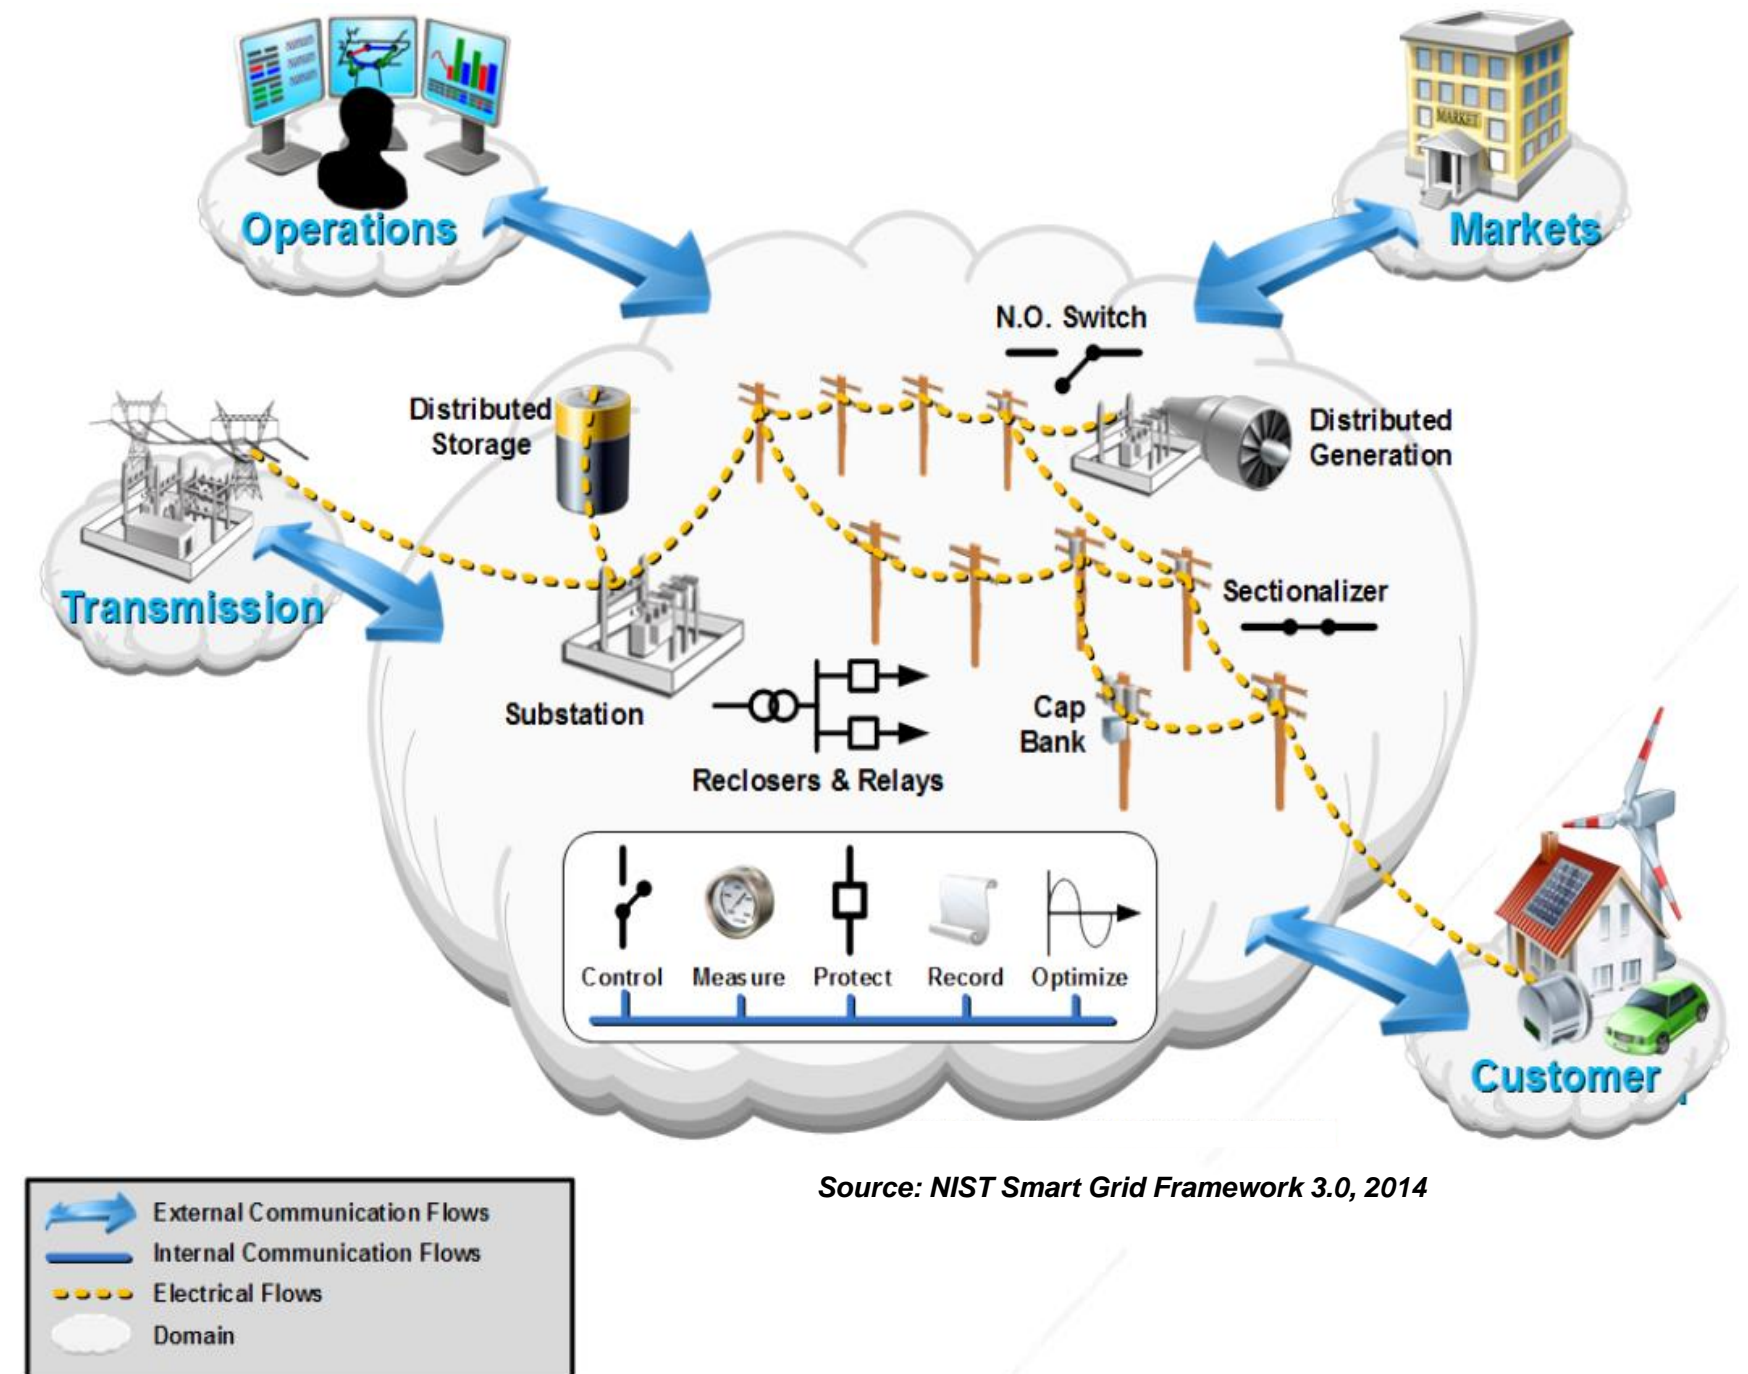 MARKET
Operations
Markets
N.O. Switch
Distributed
Storage
Distributed
Generation
Transmission
Sectionalizer
Substation
Cap
Bank
Reclosers & Relays
Control Measure Protect Record Optimize
Customer
Source: NIST Smart Grid Framework 3.0, 2014
External Communication Flows
Internal Communication Flows
Electrical Flows
Domain